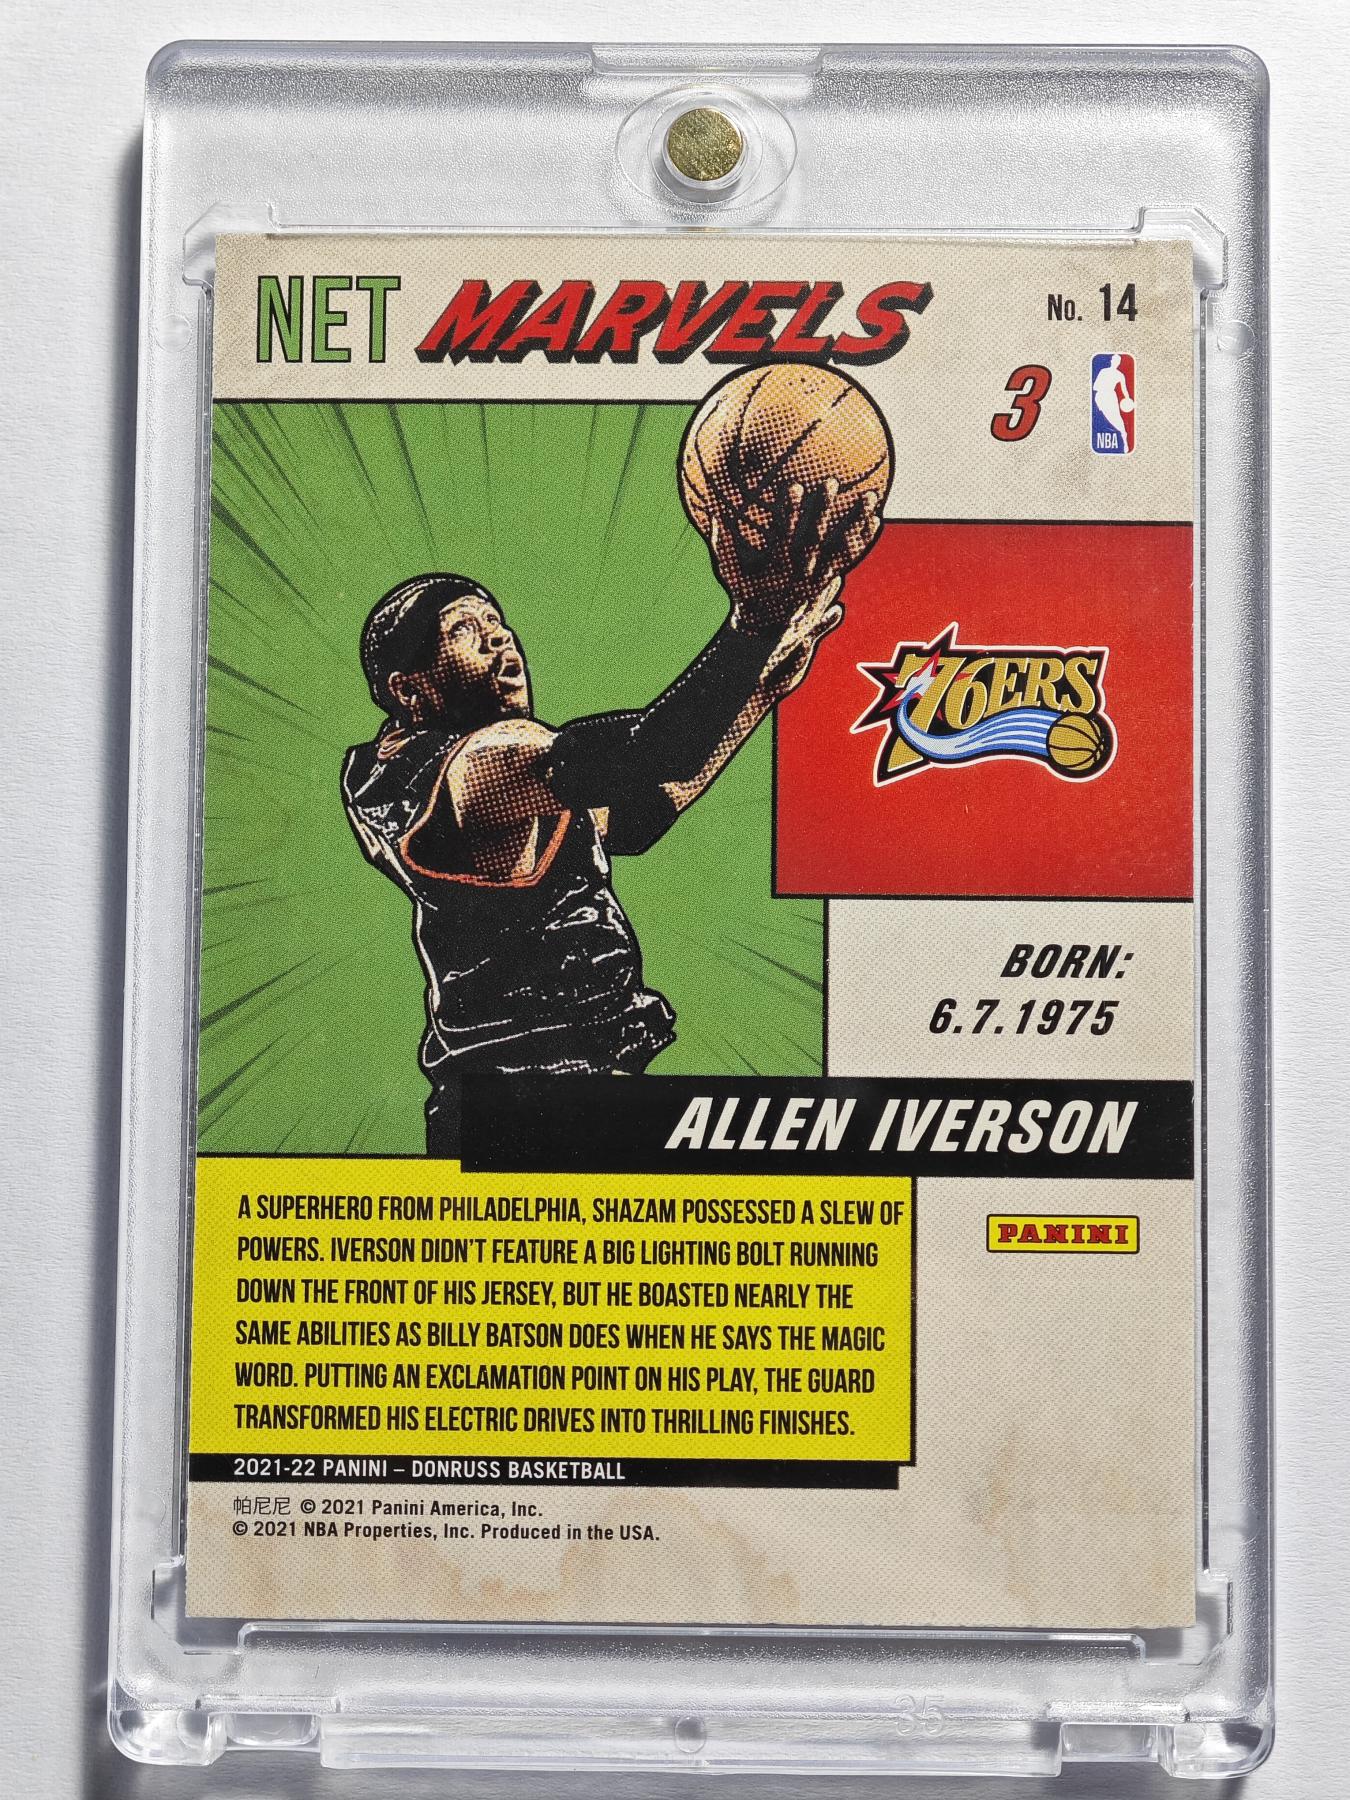 NET MARVELS
No. 14
3
NBA
76ERS
BORN:
6.7.1975
ALLEN IVERSON
A SUPERHERO FROM PHILADELPHIA, SHAZAM POSSESSED A SLEW OF
POWERS. IVERSON DIDN'T FEATURE A BIG LIGHTING BOLT RUNNING
DOWN THE FRONT OF HIS JERSEY, BUT HE BOASTED NEARLY THE
SAME ABILITIES AS BILLY BATSON DOES WHEN HE SAYS THE MAGIC
WORD. PUTTING AN EXCLAMATION POINT ON HIS PLAY, THE GUARD
TRANSFORMED HIS ELECTRIC DRIVES INTO THRILLING FINISHES.
PANINI
2021-22 PANINI – DONRUSS BASKETBALL
帕尼尼 © 2021 Panini America, Inc.
© 2021 NBA Properties, Inc. Produced in the USA.
35